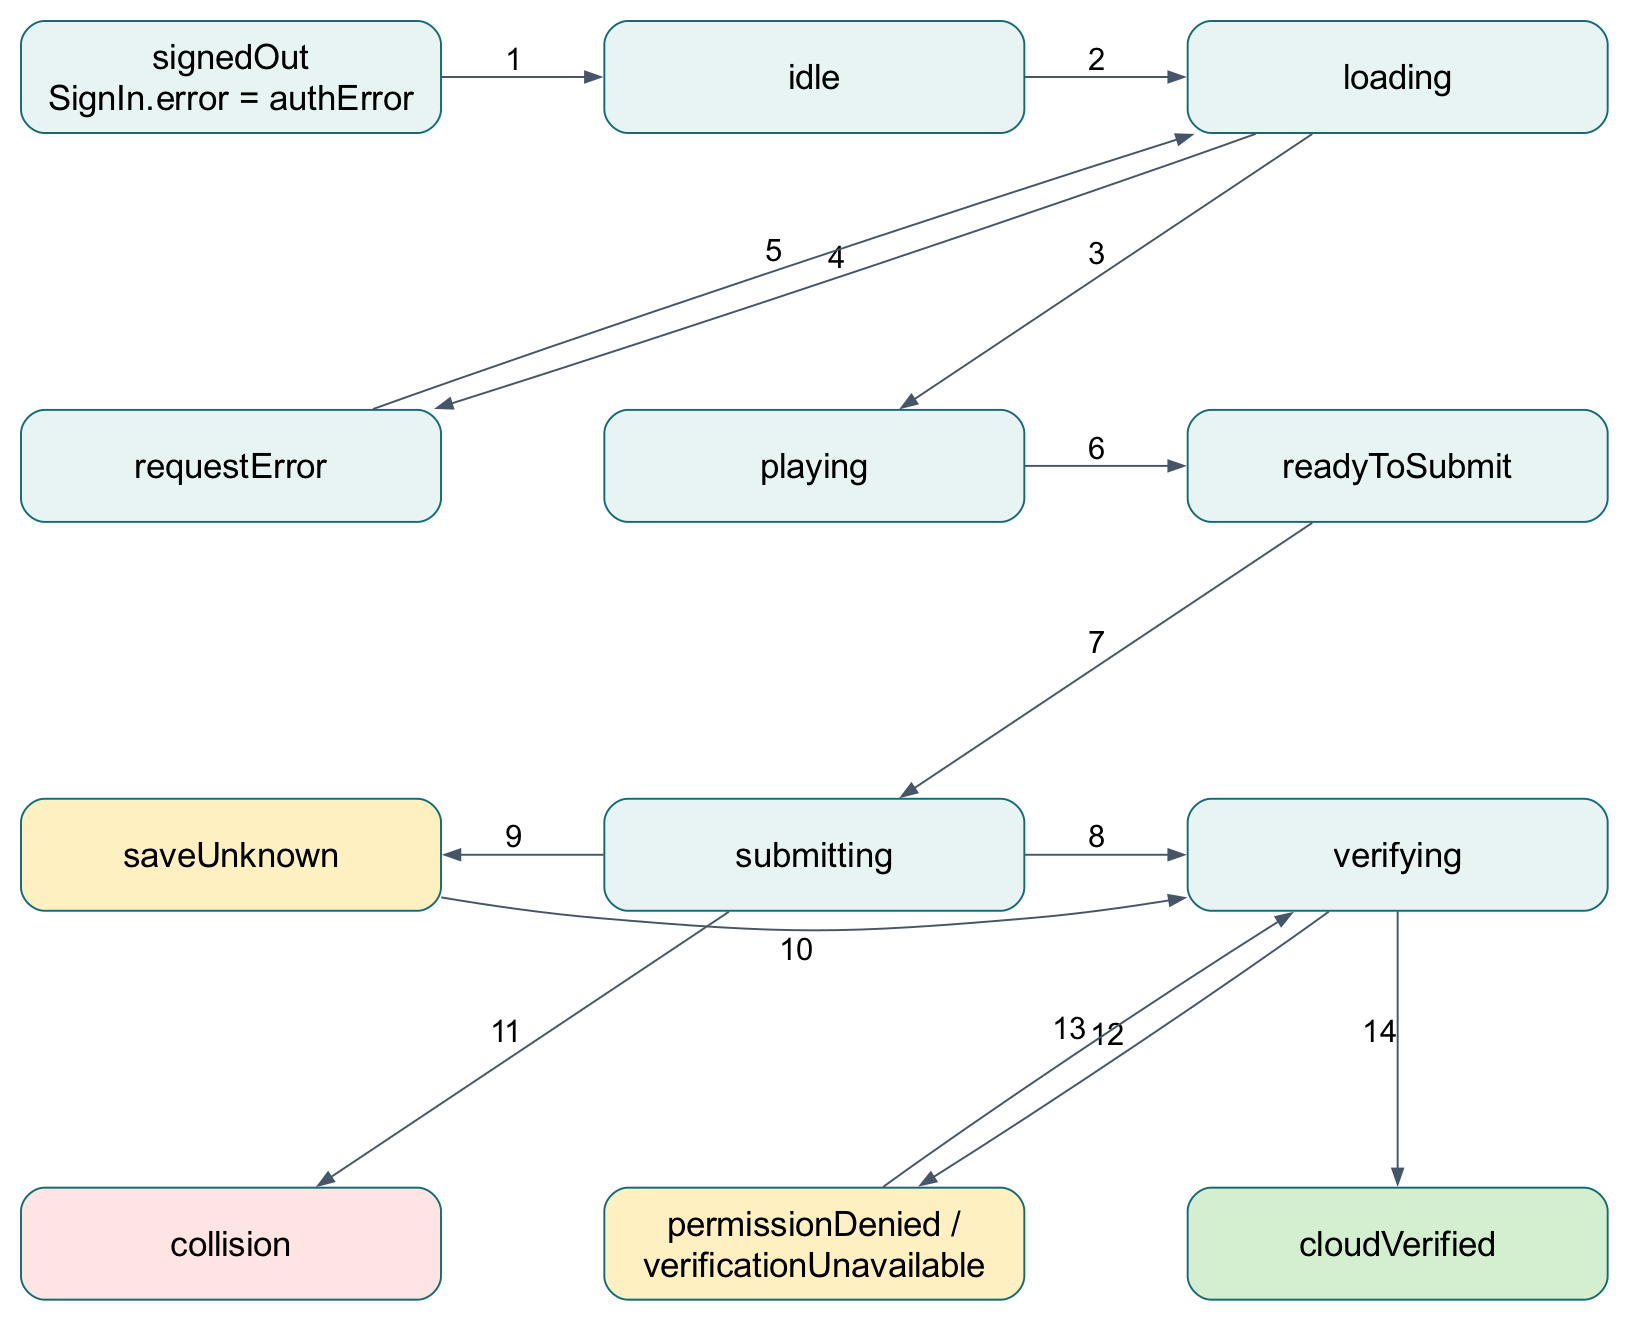 signedOut
SignIn.error = authError
1
idle
2
loading
5
4
3
requestError
playing
6
readyToSubmit
7
saveUnknown
9
submitting
8
verifying
10
11
13
12
14
collision
permissionDenied /
verificationUnavailable
cloudVerified